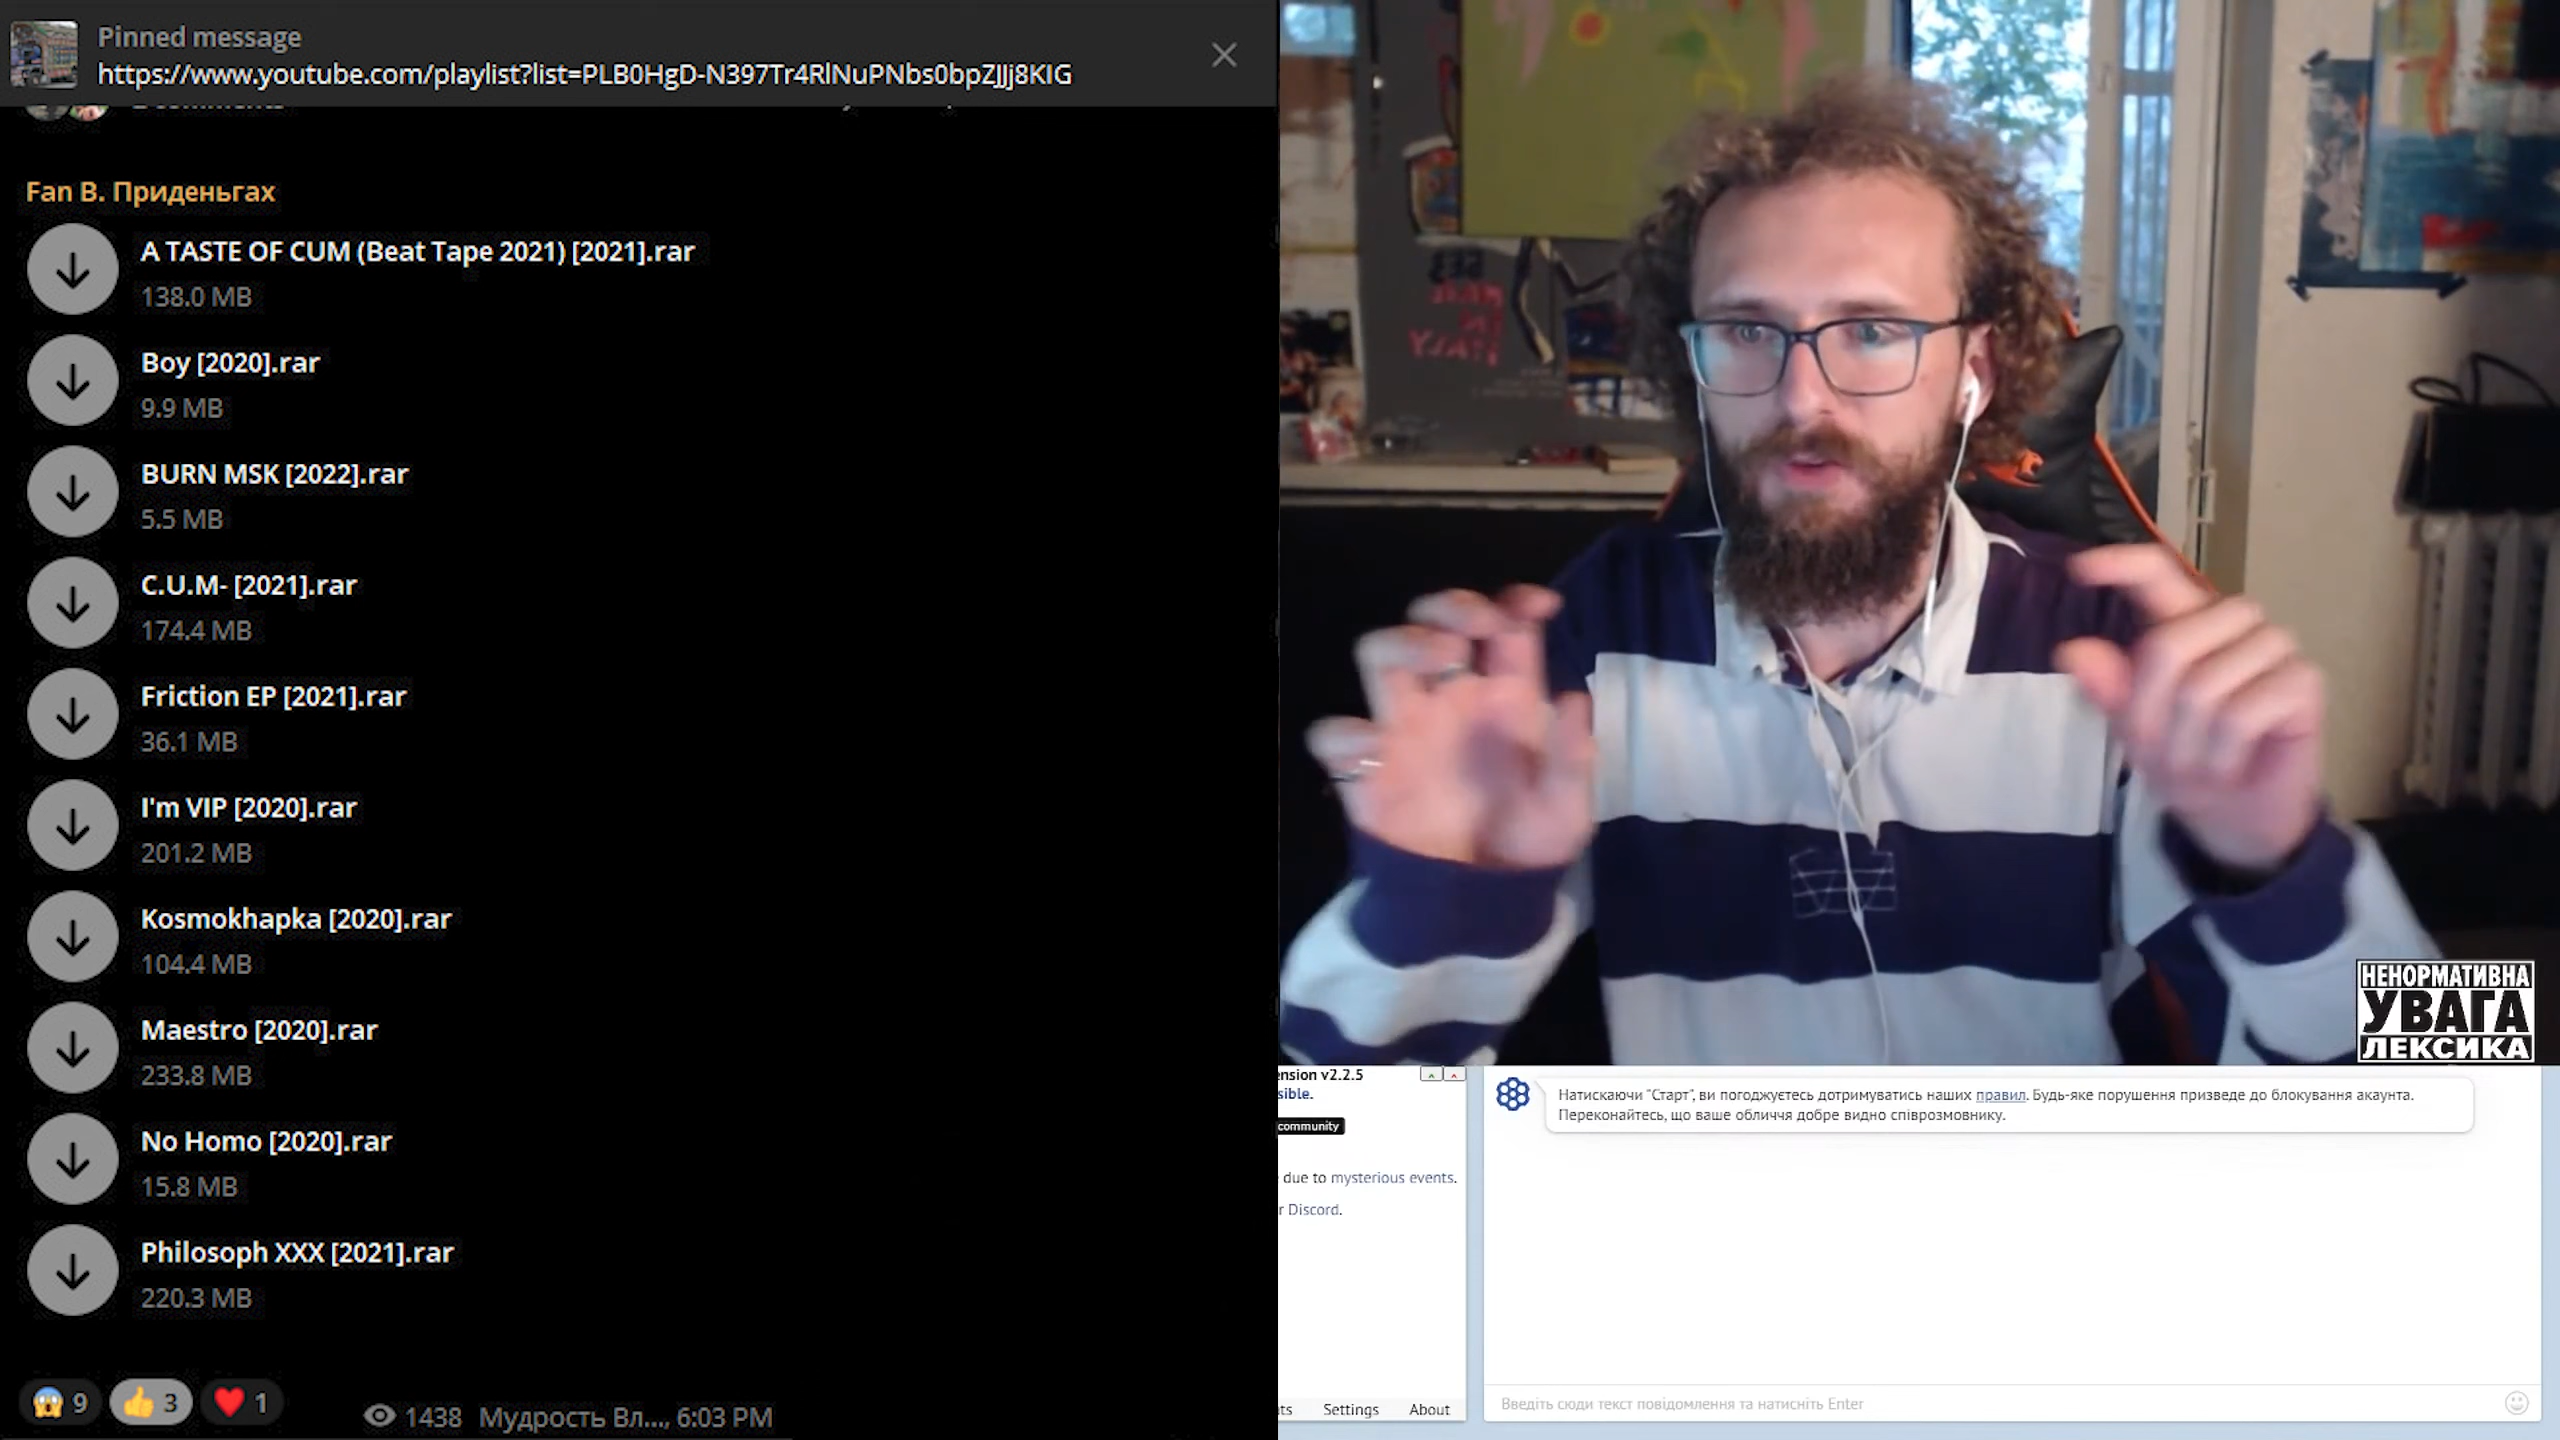 Pinned message
https://www.youtube.com/playlist?list=PLB0HgD-N397Tr4RlNuPNbs0bpZJJj8KIG
Fan В. Приденьгах
A TASTE OF CUM (Beat Tape 2021) [2021].rar
138.0 MB
Boy [2020].rar
9.9 MB
BURN MSK [2022].rar
5.5 MB
C.U.M- [2021].rar
174.4 MB
Friction EP [2021].rar
36.1 MB
I'm VIP [2020].rar
201.2 MB
Kosmokhapka [2020].rar
104.4 MB
Maestro [2020].rar
233.8 MB
No Homo [2020].rar
15.8 MB
Philosoph XXX [2021].rar
220.3 MB
9 3 1
1438 Мудрость Вл..., 6:03 PM
НЕНОРМАТИВНА
УВАГА
ЛЕКСИКА
ension v2.2.5
sible.
community
due to mysterious events.
r Discord.
ts Settings About
Натискаючи "Старт", ви погоджуєтесь дотримуватись наших правил. Будь-яке порушення призведе до блокування акаунта.
Переконайтесь, що ваше обличчя добре видно співрозмовнику.
Введіть сюди текст повідомлення та натисніть Enter